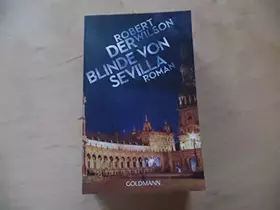 ROBERT
WILSON
DER
BLINDE VON
SEVILLA
ROMAN
GOLDMANN